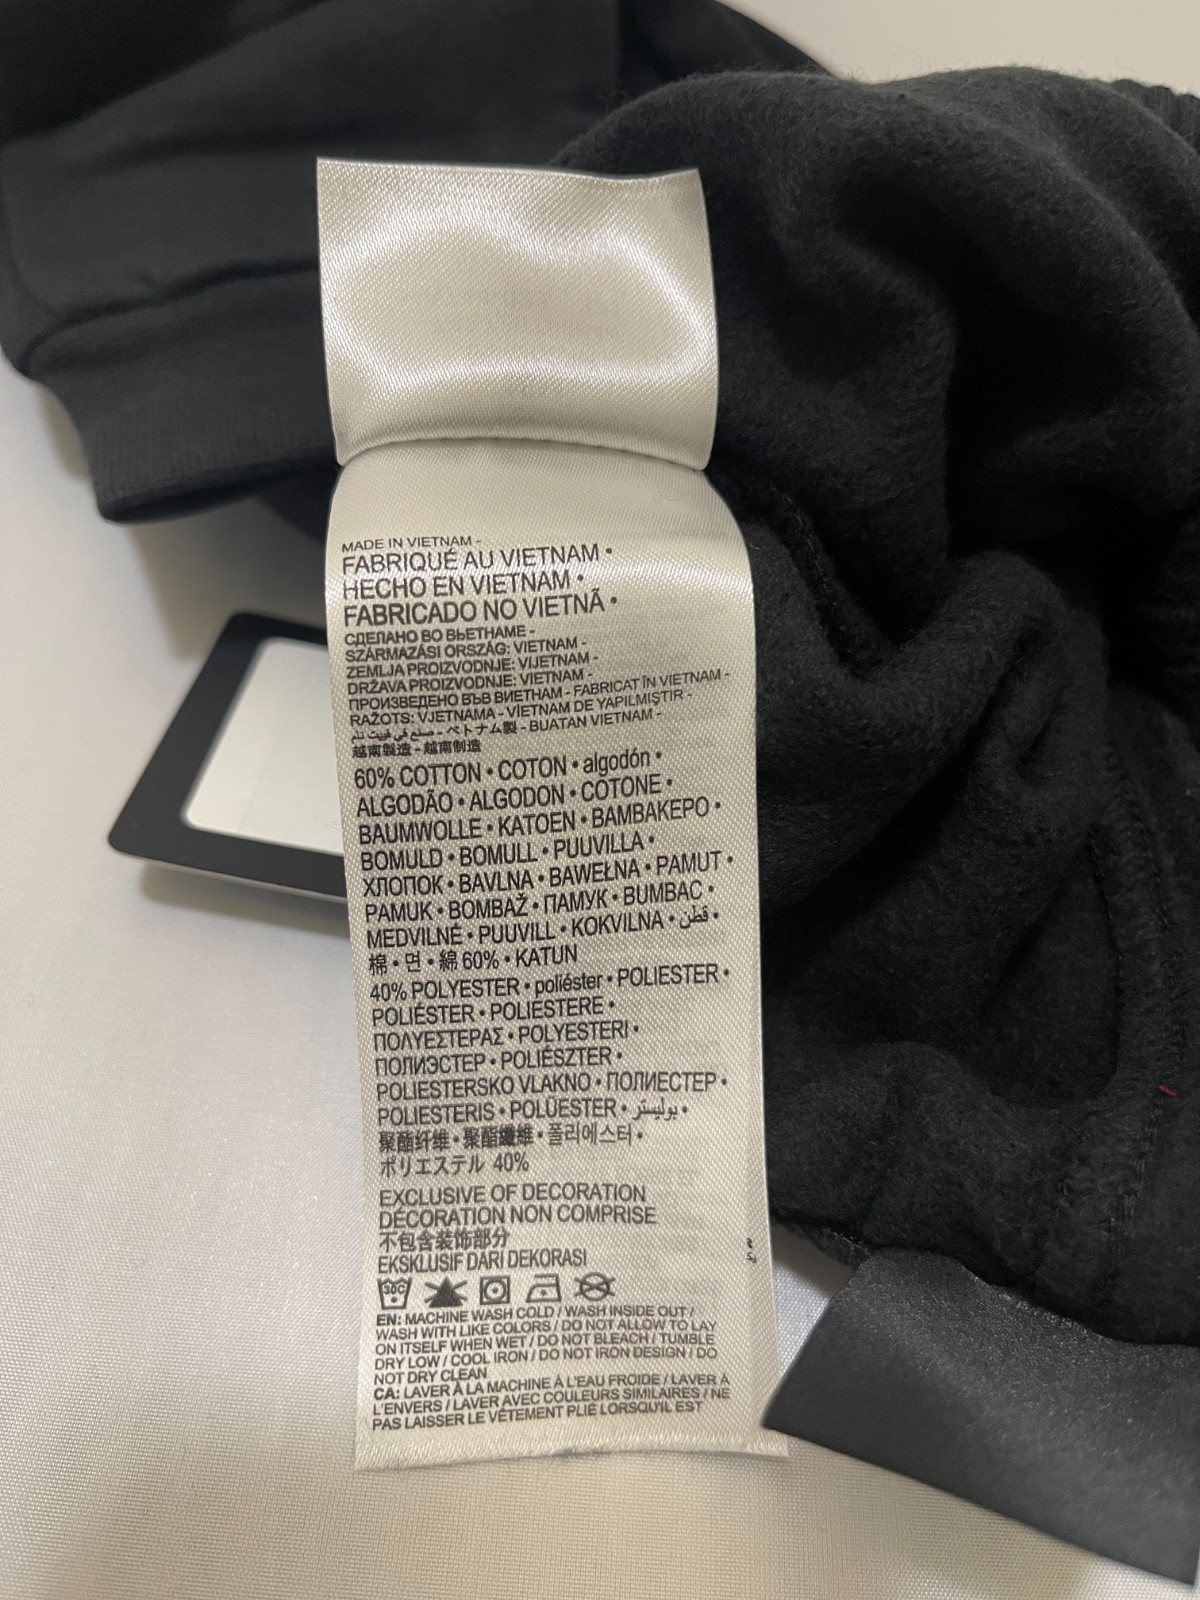 MADE IN VIETNAM -
FABRIQUÉ AU VIETNAM •
HECHO EN VIETNAM •
FABRICADO NO VIETNÃ •
СДЕЛАНО ВО ВЬЕТНАМЕ -
SZÁRMAZÁSI ORSZÁG: VIETNAM -
ZEMLJA PROIZVODNJE: VIJETNAM -
DRŽAVA PROIZVODNJE: VIETNAM -
ПРОИЗВЕДЕНО ВЪВ ВИЕТНАМ - FABRICAT ÎN VIETNAM -
RAŽOTS: VJETNAMA - VIETNAM DE YAPILMIŞTIR -
صنع في فييت نام - ベトナム製 - BUATAN VIETNAM -
越南製造 - 越南制造
60% COTTON • COTON • algodón •
ALGODÃO • ALGODON • COTONE •
BAUMWOLLE • KATOEN • ΒΑΜΒΑΚΕΡΟ •
BOMULD • BOMULL • PUUVILLA •
ХЛОПОК • BAVLNA • BAWEŁNA • PAMUT •
PAMUK • BOMBAŽ • ПАМУК • BUMBAC •
MEDVILNĖ • PUUVILL • KOKVILNA • قطن •
棉 • 면 • 綿 60% • KATUN
40% POLYESTER • poliéster • POLIESTER •
POLIÉSTER • POLIESTERE •
ΠΟΛΥΕΣΤΕΡΑΣ • POLYESTERI •
ПОЛИЭСТЕР • POLIÉSZTER •
POLIESTERSKO VLAKNO • ПОЛИЕСТЕР •
POLIESTERIS • POLÜESTER • بوليستر •
聚酯纤维 • 聚酯纖維 • 폴리에스터 •
ポリエステル 40%
EXCLUSIVE OF DECORATION
DÉCORATION NON COMPRISE
不包含装饰部分
EKSKLUSIF DARI DEKORASI
30C
EN: MACHINE WASH COLD / WASH INSIDE OUT /
WASH WITH LIKE COLORS / DO NOT ALLOW TO LAY
ON ITSELF WHEN WET / DO NOT BLEACH / TUMBLE
DRY LOW / COOL IRON / DO NOT IRON DESIGN / DO
NOT DRY CLEAN
CA: LAVER À LA MACHINE À L'EAU FROIDE / LAVER À
L'ENVERS / LAVER AVEC COULEURS SIMILAIRES / NE
PAS LAISSER LE VÊTEMENT PLIÉ LORSQU'IL EST